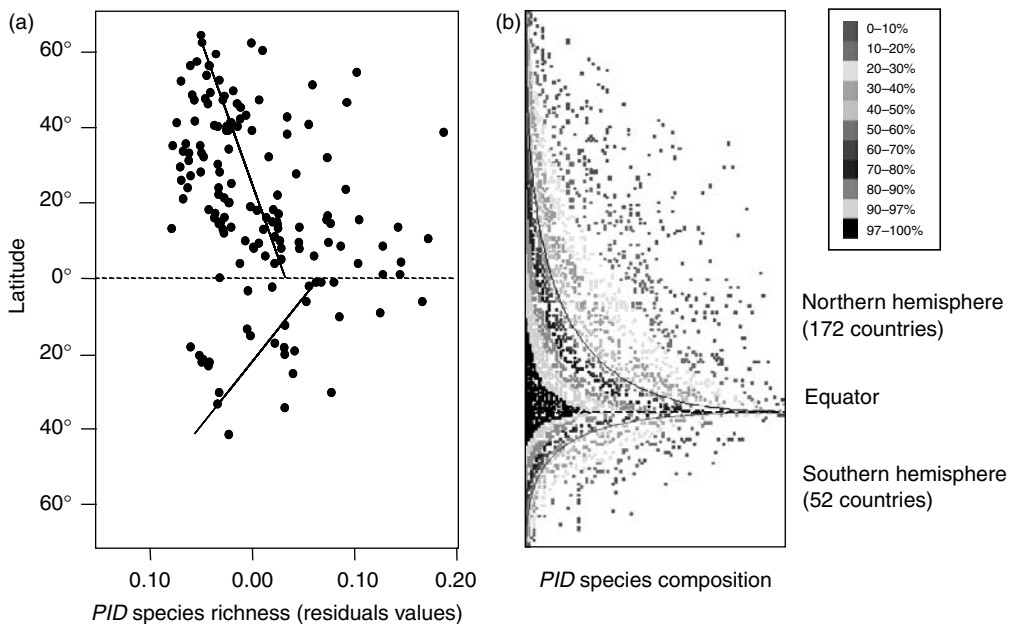 (a)
60°
40°
20°
0°
20°
40°
60°
Latitude
0.10
0.00
0.10
0.20
PID species richness (residuals values)
(b)
PID species composition
0–10%
10–20%
20–30%
30–40%
40–50%
50–60%
60–70%
70–80%
80–90%
90–97%
97–100%
Northern hemisphere
(172 countries)
Equator
Southern hemisphere
(52 countries)